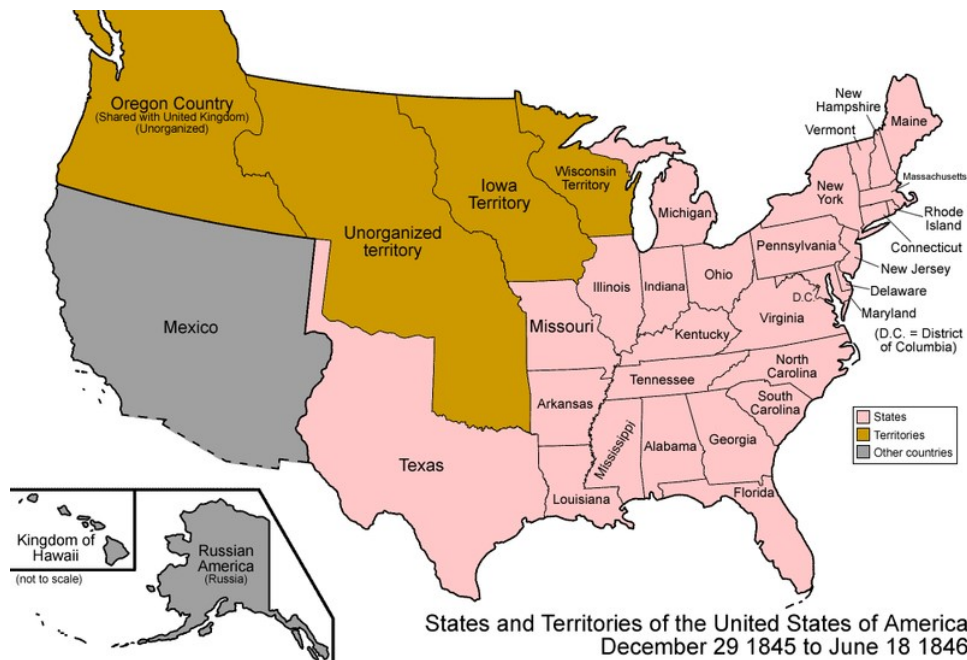 Oregon Country
(Shared with United Kingdom)
(Unorganized)
Unorganized
territory
Iowa
Territory
Wisconsin
Territory
Mexico
Texas
Missouri
Arkansas
Louisiana
Illinois
Indiana
Michigan
Ohio
Kentucky
Tennessee
Mississippi
Alabama
Georgia
Florida
South
Carolina
North
Carolina
Virginia
D.C.
Pennsylvania
New
York
Vermont
New
Hampshire
Maine
Massachusetts
Rhode
Island
Connecticut
New Jersey
Delaware
Maryland
(D.C. = District
of Columbia)
States
Territories
Other countries
Kingdom of
Hawaii
(not to scale)
Russian
America
(Russia)
States and Territories of the United States of America
December 29 1845 to June 18 1846